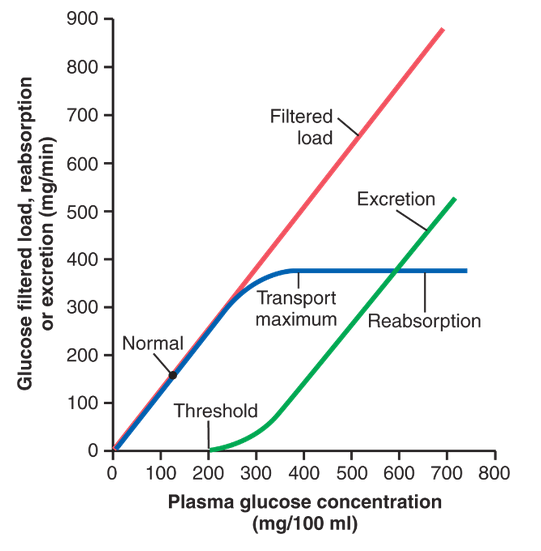 Glucose filtered load, reabsorption
or excretion (mg/min)
900
800
700
600
500
400
300
200
100
0
Filtered
load
Excretion
Transport
maximum
Reabsorption
Normal
Threshold
0 100 200 300 400 500 600 700 800
Plasma glucose concentration
(mg/100 ml)